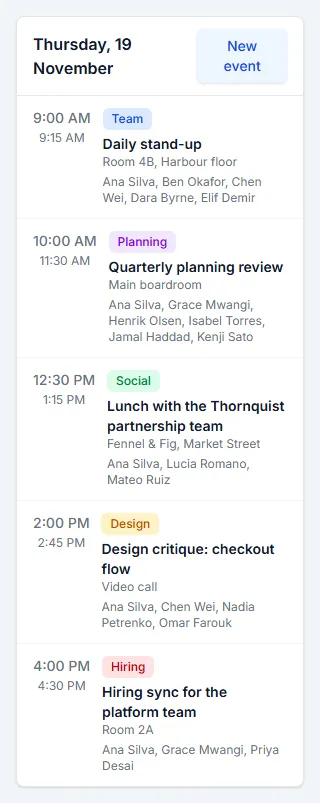 Thursday, 19
November
New
event
9:00 AM
9:15 AM
Team
Daily stand-up
Room 4B, Harbour floor
Ana Silva, Ben Okafor, Chen
Wei, Dara Byrne, Elif Demir
10:00 AM
11:30 AM
Planning
Quarterly planning review
Main boardroom
Ana Silva, Grace Mwangi,
Henrik Olsen, Isabel Torres,
Jamal Haddad, Kenji Sato
12:30 PM
1:15 PM
Social
Lunch with the Thornquist
partnership team
Fennel & Fig, Market Street
Ana Silva, Lucia Romano,
Mateo Ruiz
2:00 PM
2:45 PM
Design
Design critique: checkout
flow
Video call
Ana Silva, Chen Wei, Nadia
Petrenko, Omar Farouk
4:00 PM
4:30 PM
Hiring
Hiring sync for the
platform team
Room 2A
Ana Silva, Grace Mwangi, Priya
Desai